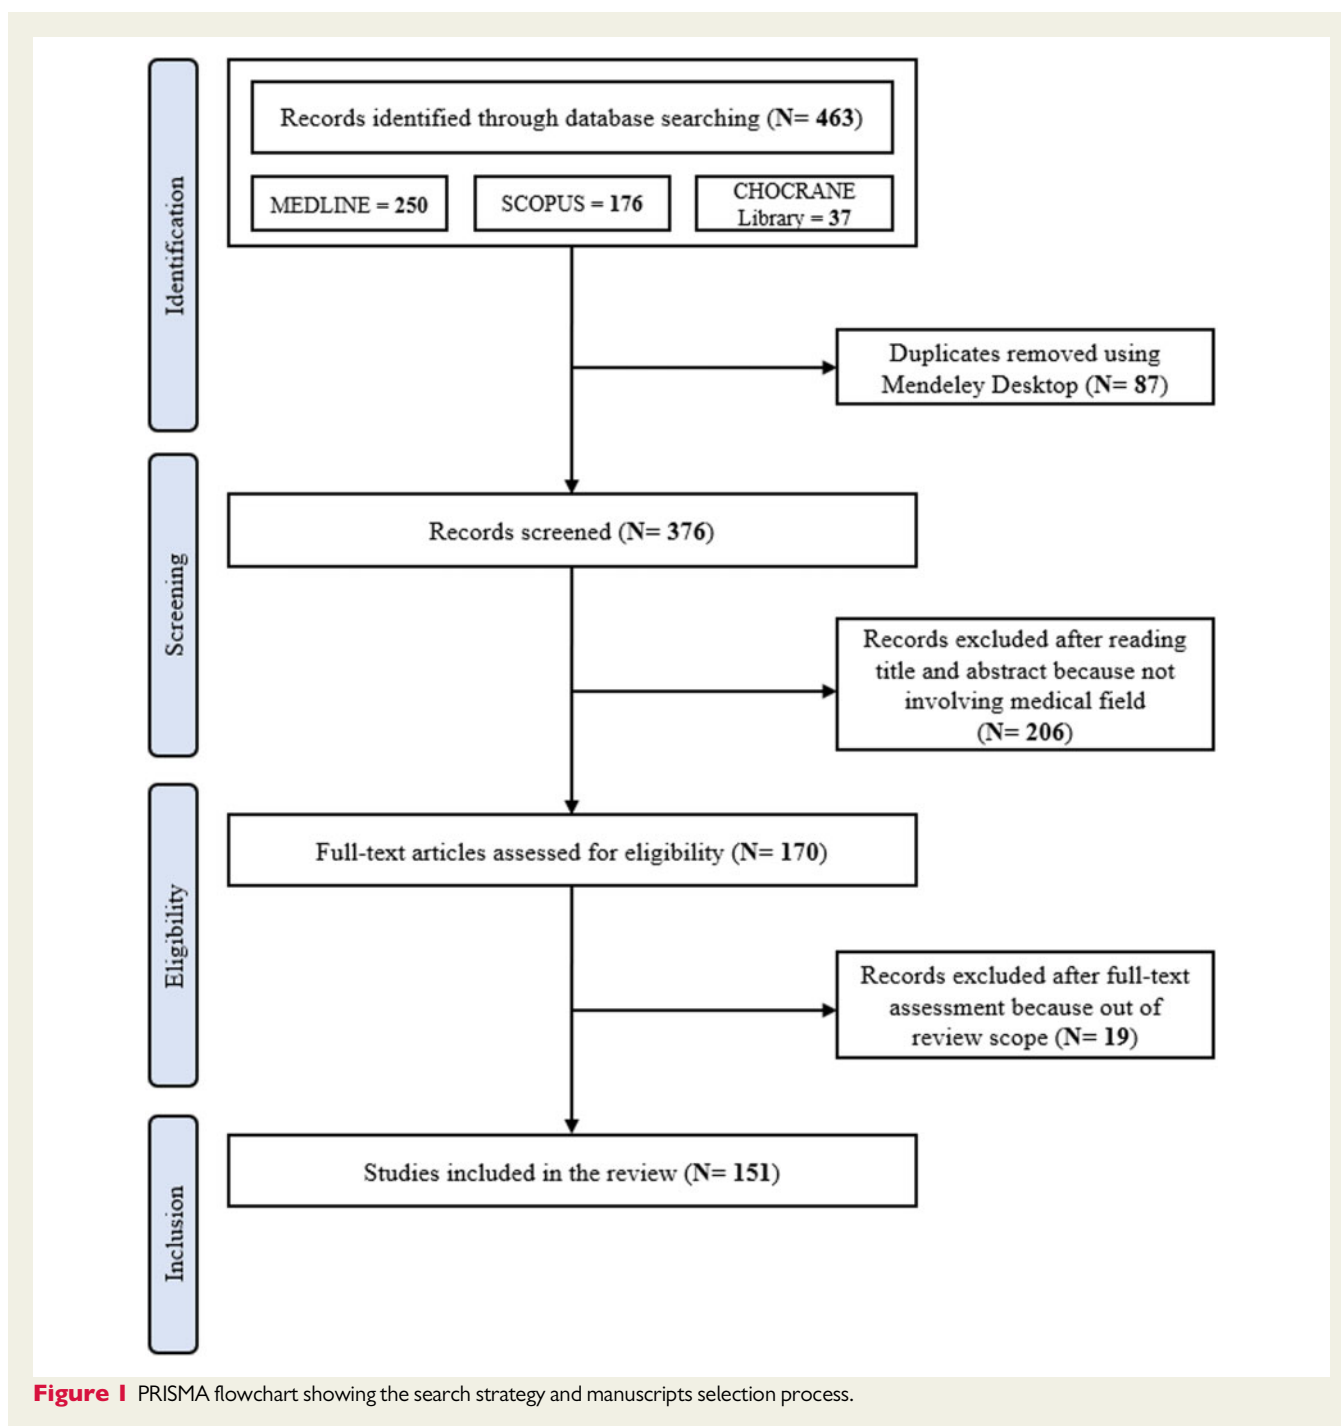 Identification
Records identified through database searching (N= 463)
MEDLINE = 250
SCOPUS = 176
CHOCRANE
Library = 37
Duplicates removed using
Mendeley Desktop (N= 87)
Screening
Records screened (N= 376)
Records excluded after reading
title and abstract because not
involving medical field
(N= 206)
Eligibility
Full-text articles assessed for eligibility (N= 170)
Records excluded after full-text
assessment because out of
review scope (N= 19)
Inclusion
Studies included in the review (N= 151)
Figure 1 PRISMA flowchart showing the search strategy and manuscripts selection process.